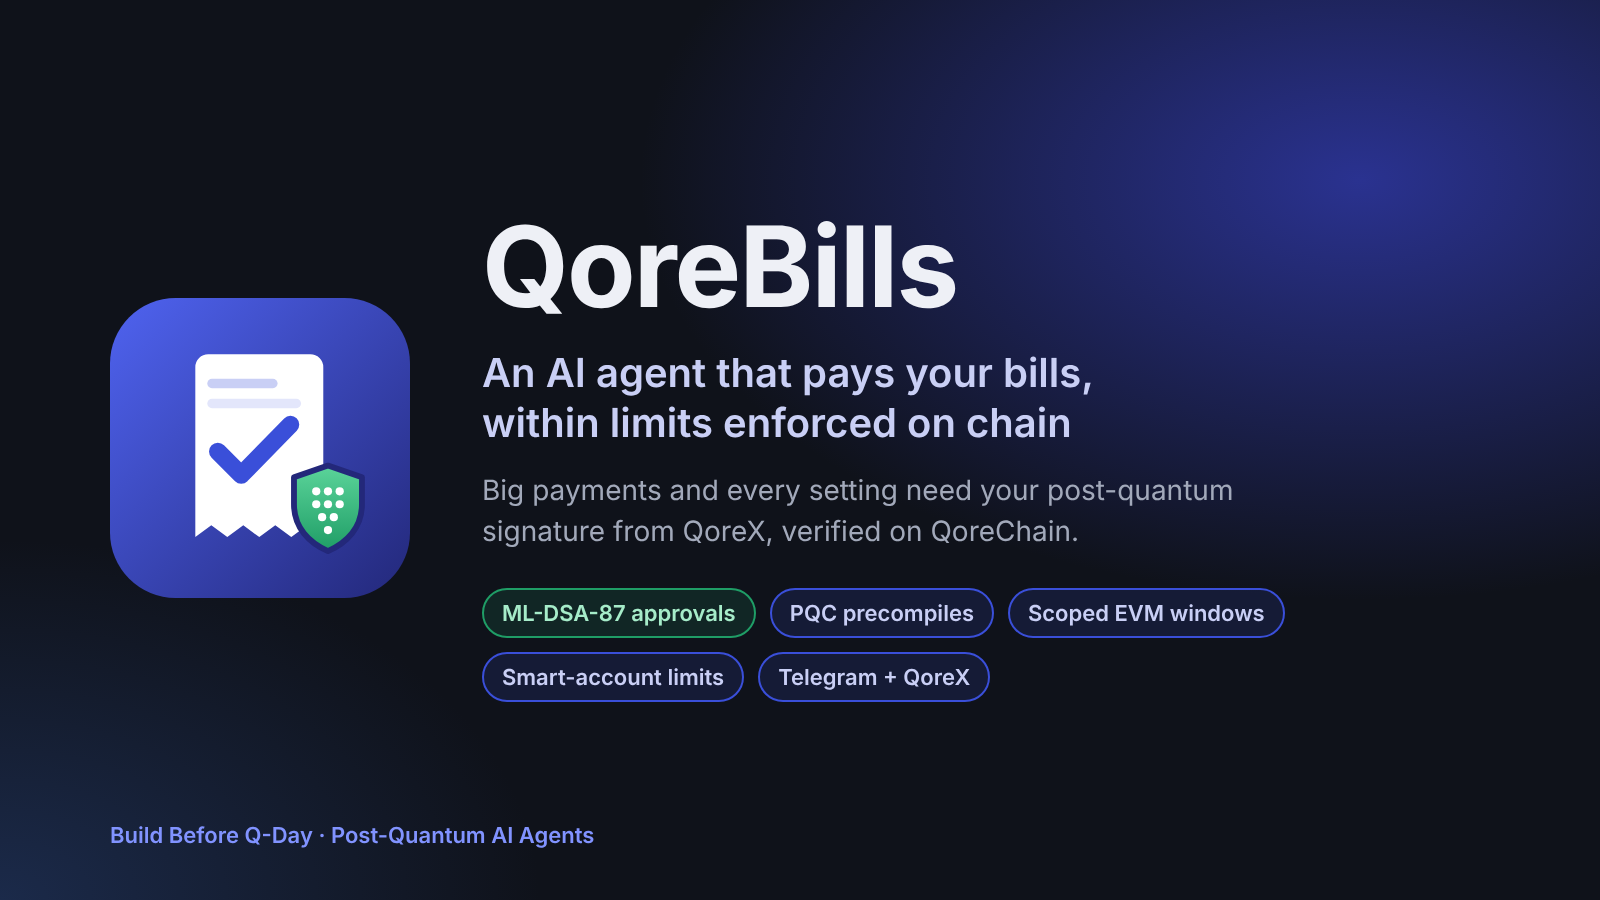 QoreBills
An AI agent that pays your bills,
within limits enforced on chain
Big payments and every setting need your post-quantum
signature from QoreX, verified on QoreChain.
ML-DSA-87 approvals
PQC precompiles
Scoped EVM windows
Smart-account limits
Telegram + QoreX
Build Before Q-Day · Post-Quantum AI Agents